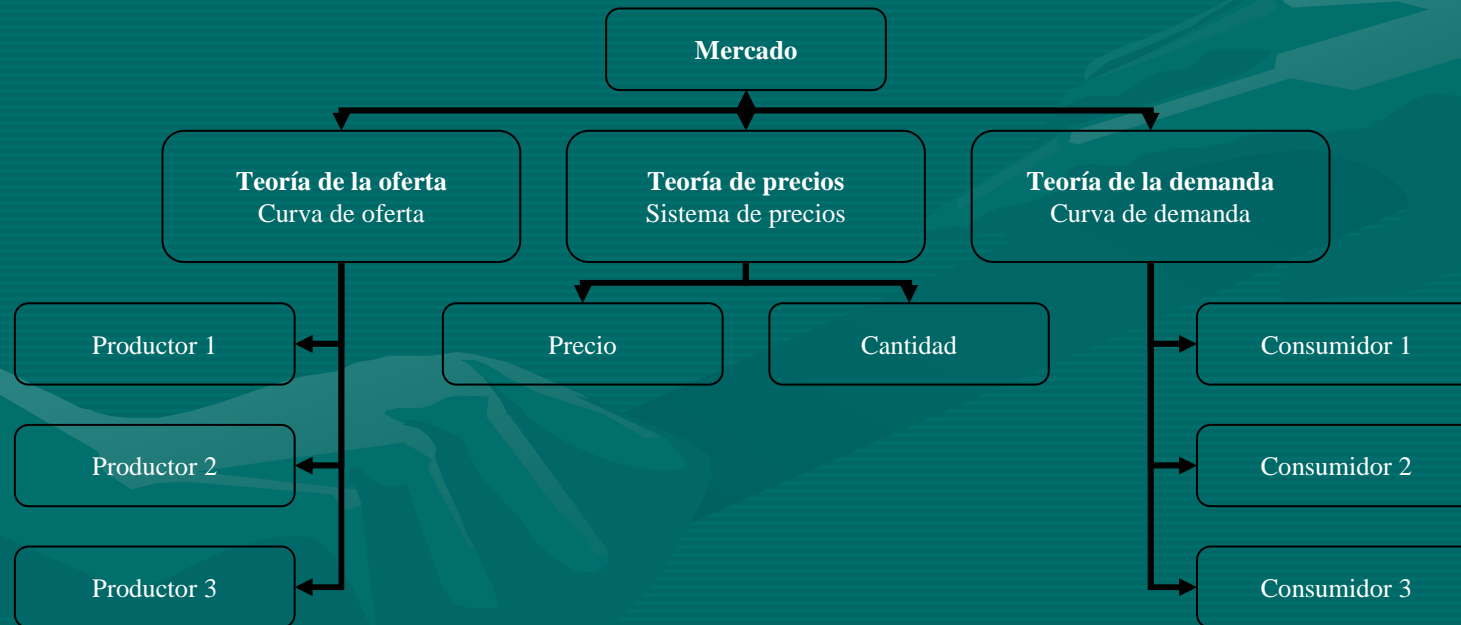 Mercado
Teoría de la oferta
Curva de oferta
Teoría de precios
Sistema de precios
Teoría de la demanda
Curva de demanda
Productor 1
Precio
Cantidad
Consumidor 1
Productor 2
Consumidor 2
Productor 3
Consumidor 3